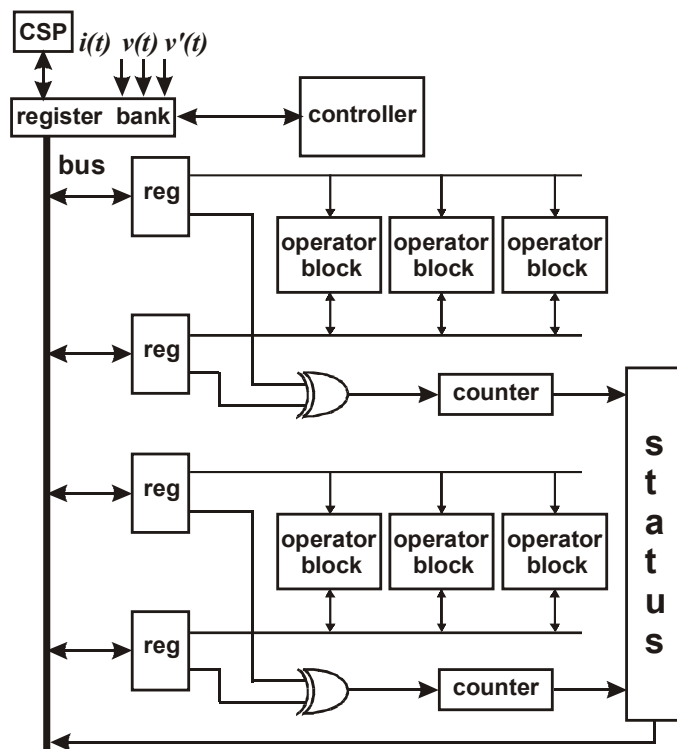 CSP
i(t) v(t) v'(t)
register bank
controller
bus
reg
operator block
operator block
operator block
reg
counter
status
reg
operator block
operator block
operator block
reg
counter